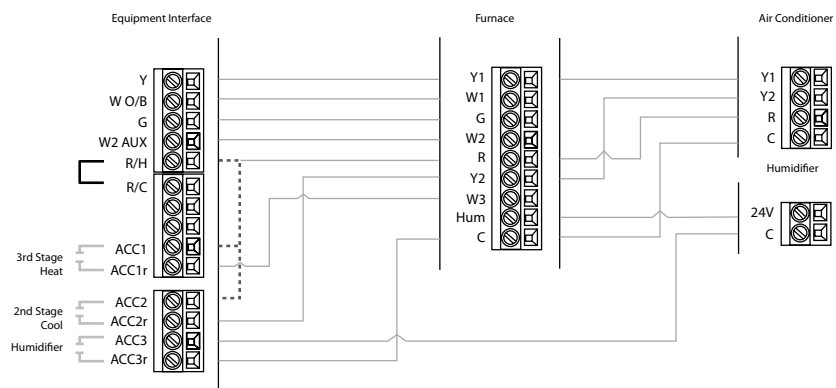 Equipment Interface
Furnace
Air Conditioner
Y
W O/B
G
W2 AUX
R/H
R/C
3rd Stage
Heat
ACC1
ACC1r
2nd Stage
Cool
ACC2
ACC2r
Humidifier
ACC3
ACC3r
Y1
W1
G
W2
R
Y2
W3
Hum
C
Y1
Y2
R
C
Humidifier
24V
C